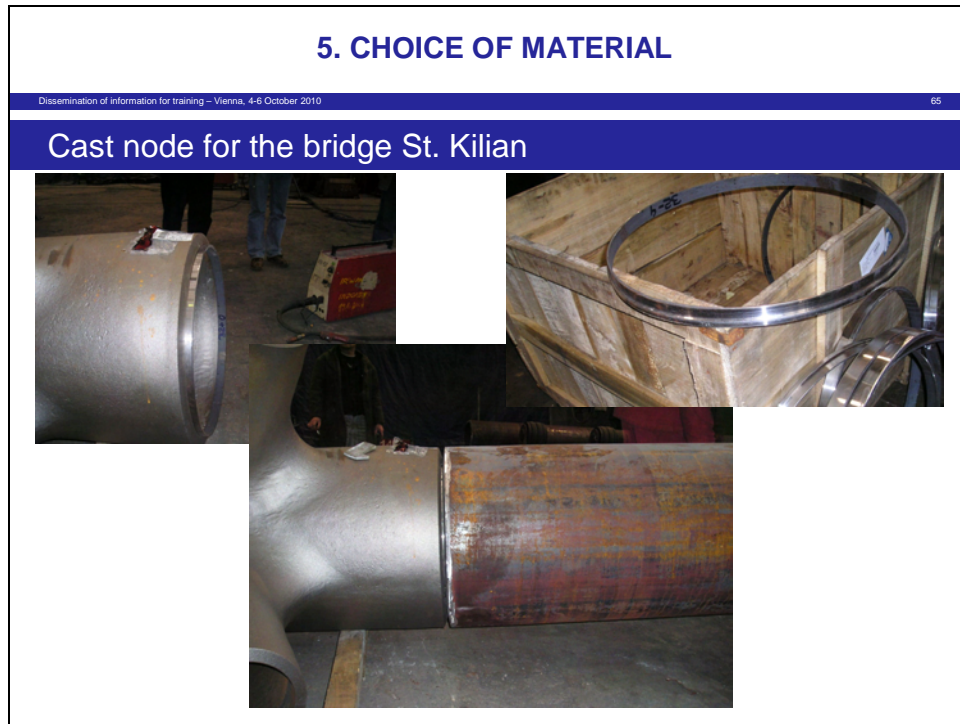 5. CHOICE OF MATERIAL
Dissemination of information for training – Vienna, 4-6 October 2010 65
Cast node for the bridge St. Kilian